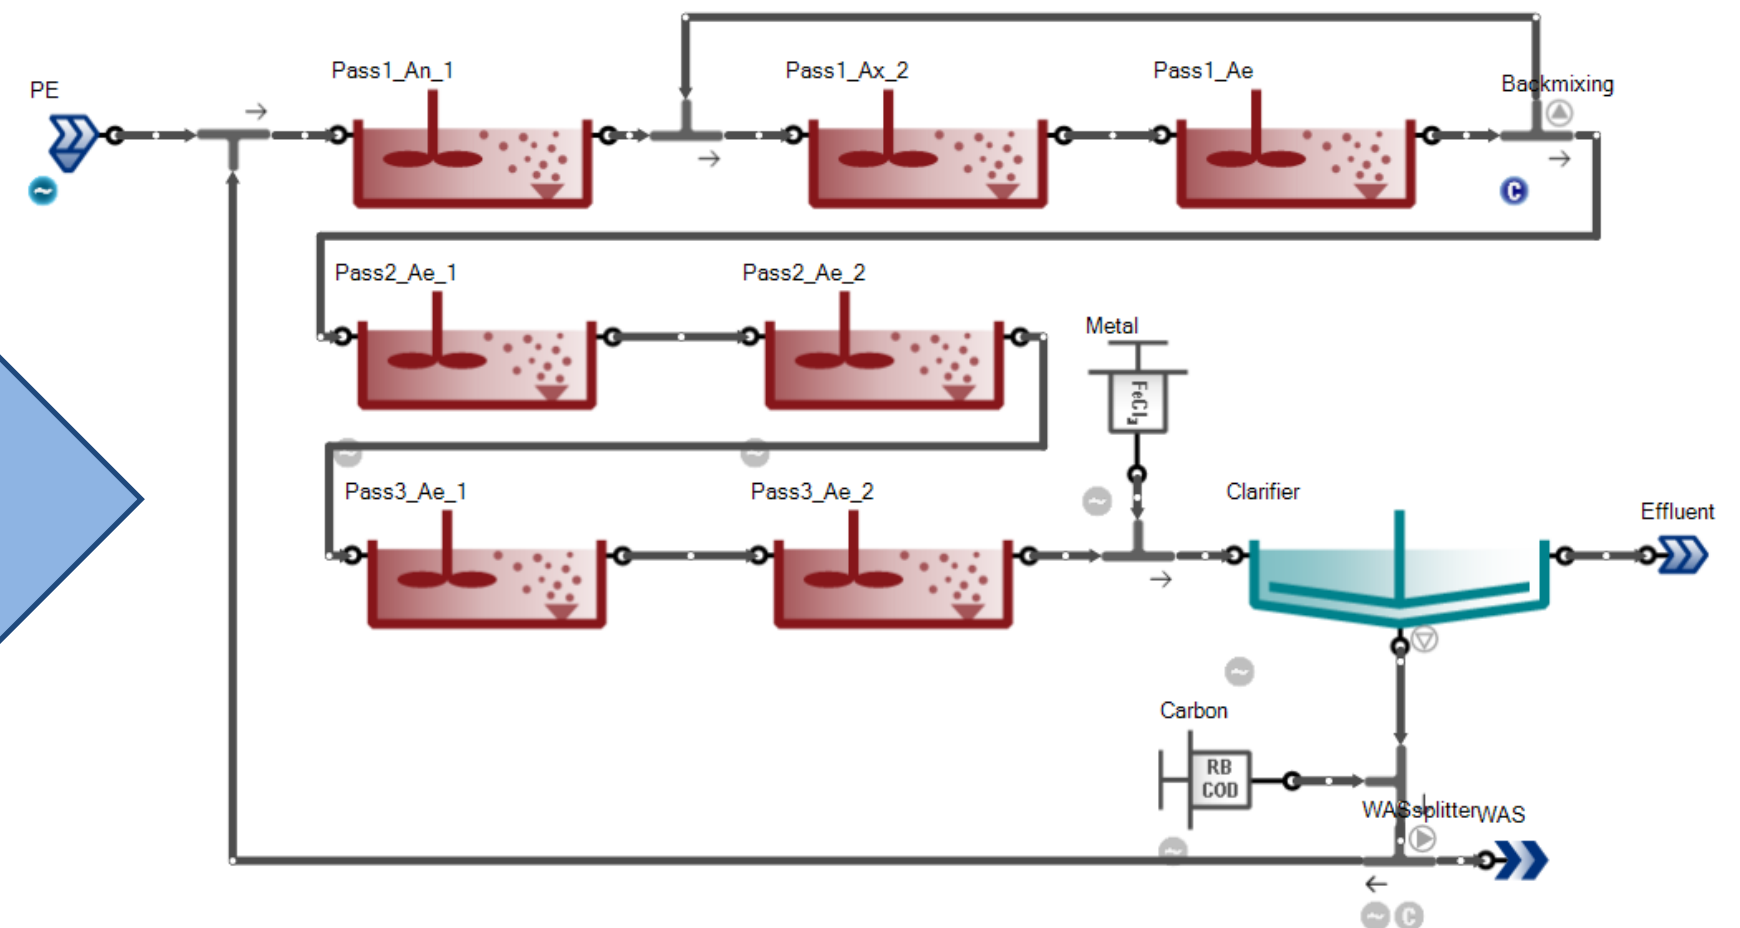 PE
Pass1_An_1
Pass1_Ax_2
Pass1_Ae
Backmixing
C
Pass2_Ae_1
Pass2_Ae_2
Metal
FeCl3
Pass3_Ae_1
Pass3_Ae_2
Clarifier
Effluent
Carbon
RB
COD
WASsplitter
WAS
C